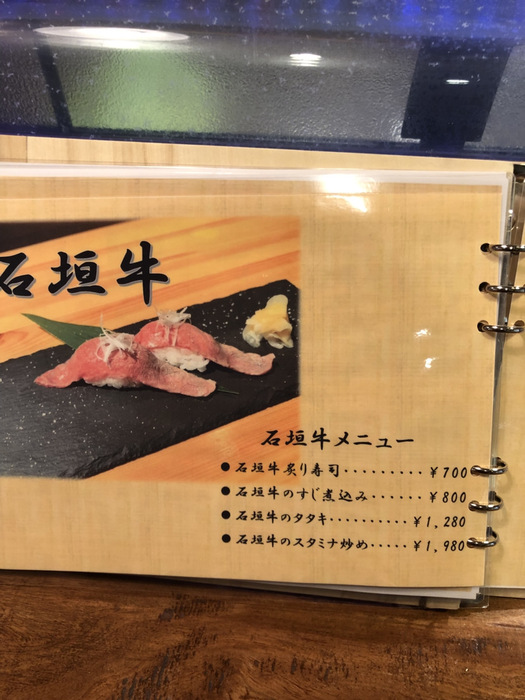 石垣牛
石垣牛メニュー
●石垣牛炙り寿司・・・・・・・・・￥700
●石垣牛のすじ煮込み・・・・・・￥800
●石垣牛のタタキ・・・・・・・・・・￥1,280
●石垣牛のスタミナ炒め・・・・・￥1,980